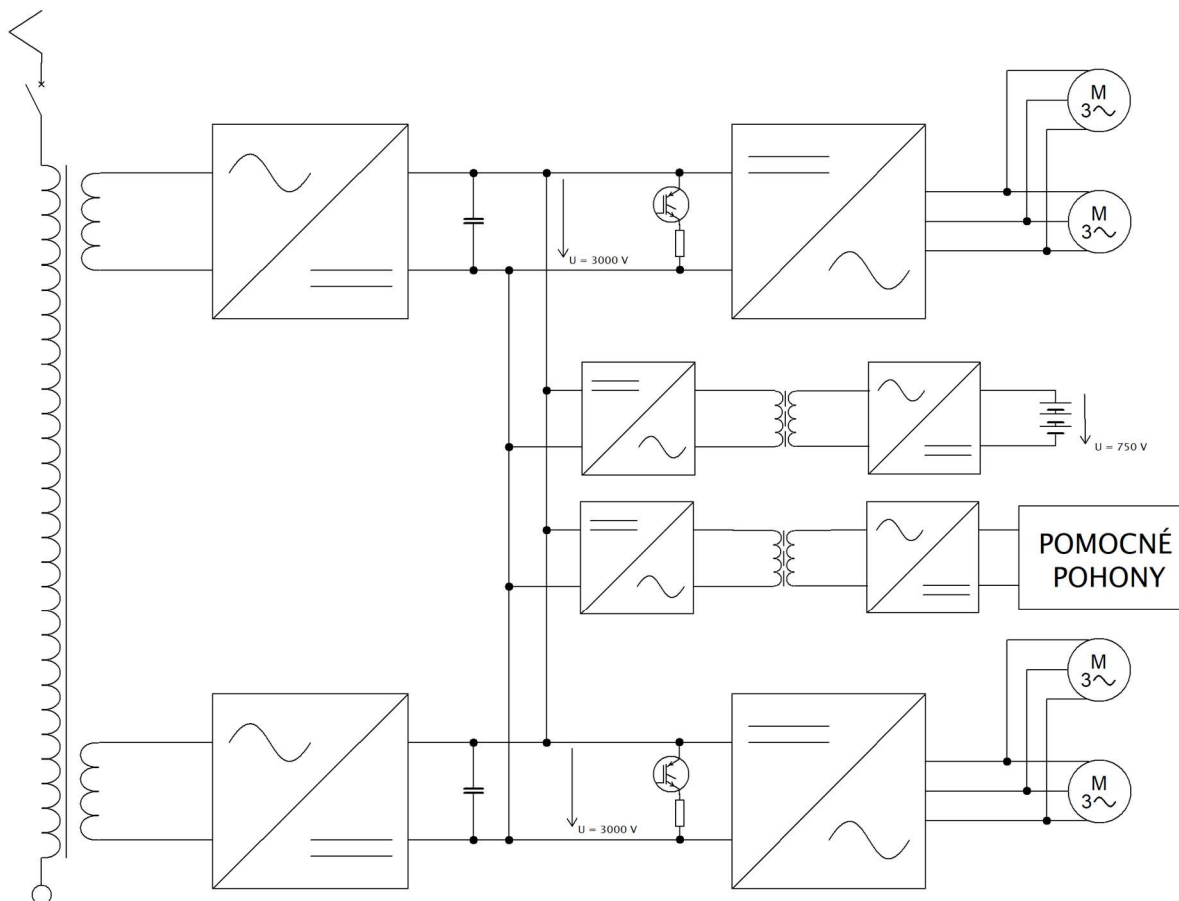 M
3
M
3
U = 3000 V
U = 750 V
POMOCNÉ
POHONY
M
3
M
3
U = 3000 V